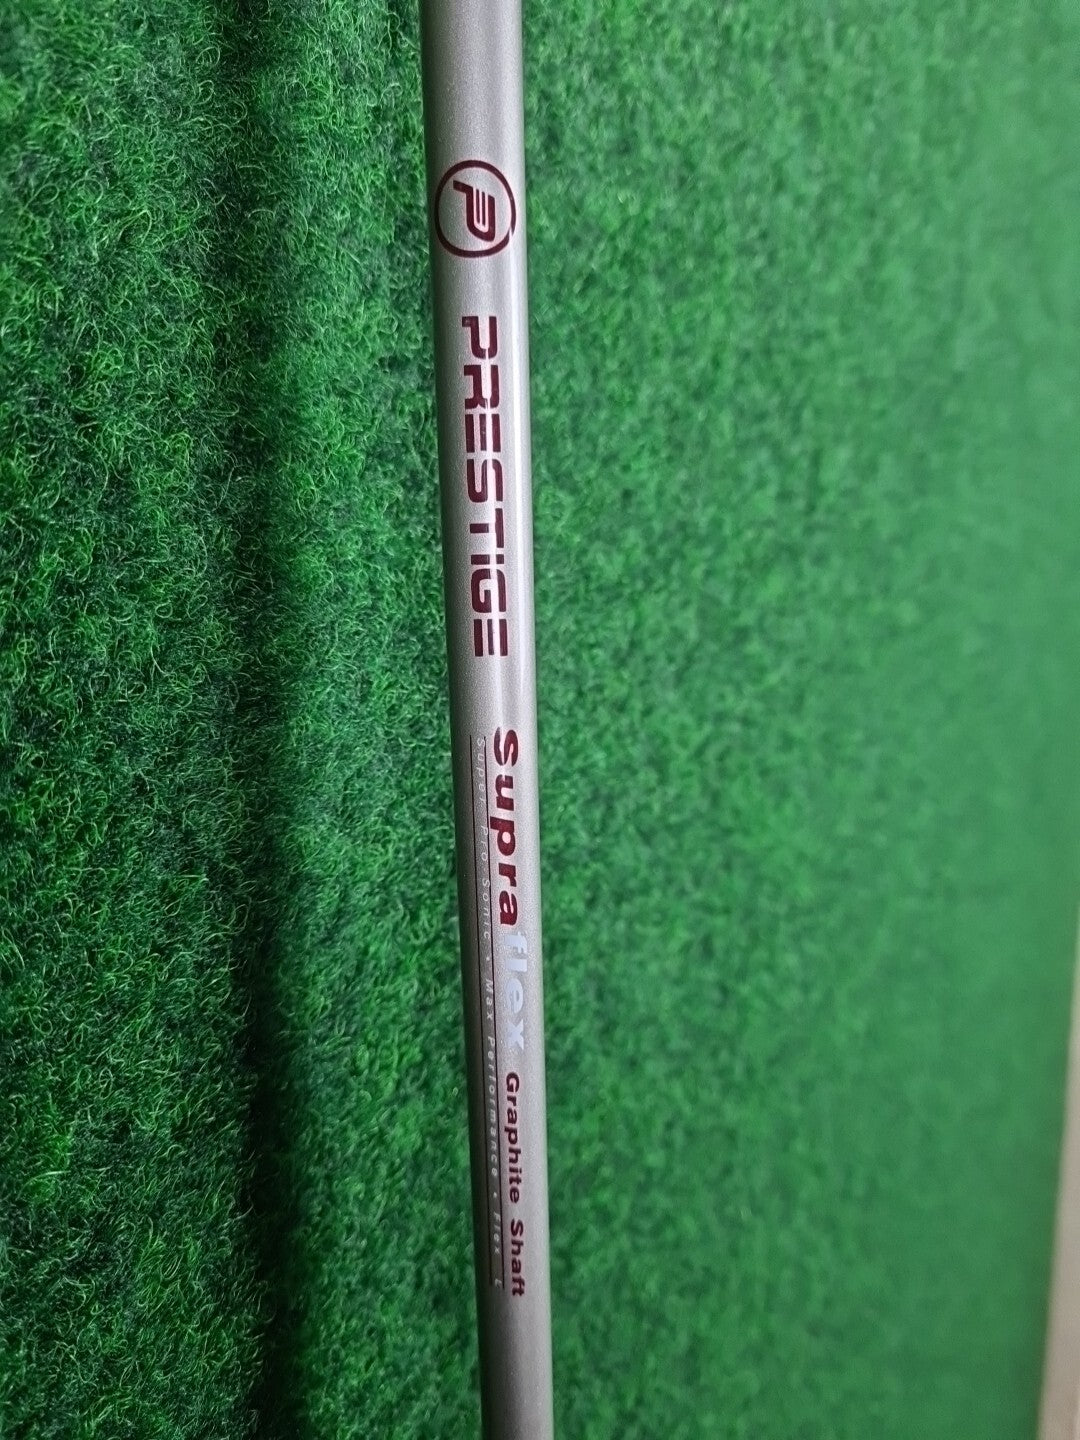 P
PRESTIGE
Supraflex Graphite Shaft
Super Pro Sonic • Max Performance • Flex L